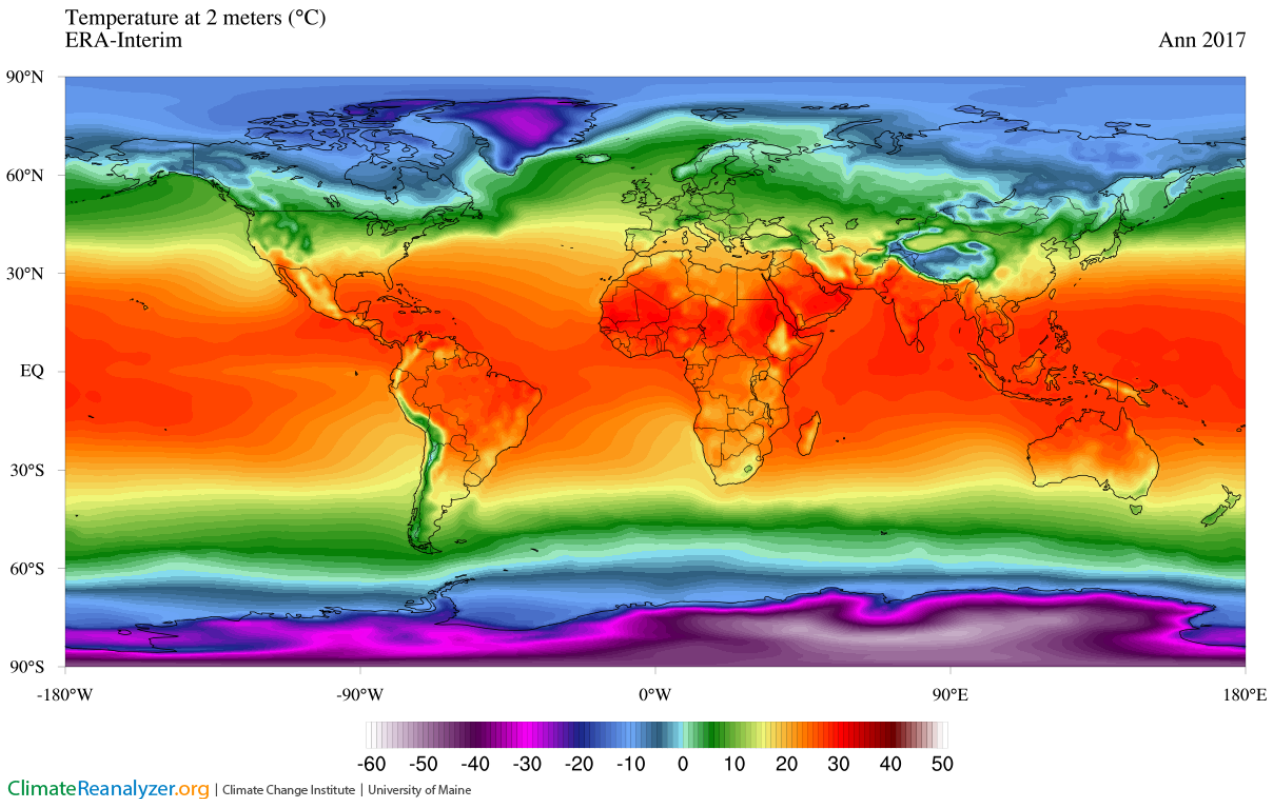 Temperature at 2 meters (°C)
ERA-Interim
Ann 2017
90°N
60°N
30°N
EQ
30°S
60°S
90°S
-180°W
-90°W
0°W
90°E
180°E
-60 -50 -40 -30 -20 -10 0 10 20 30 40 50
ClimateReanalyzer.org | Climate Change Institute | University of Maine